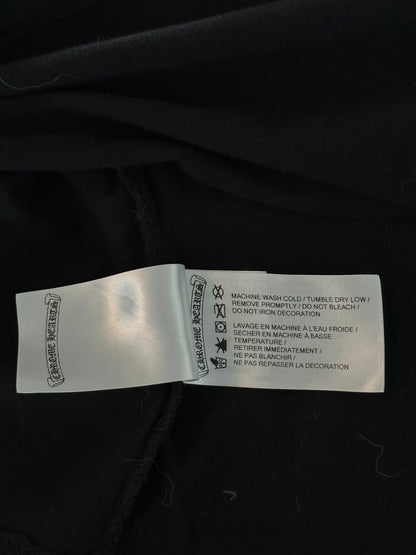 CHROME HEARTS
CHROME HEARTS
MACHINE WASH COLD / TUMBLE DRY LOW /
REMOVE PROMPTLY / DO NOT BLEACH /
DO NOT IRON DECORATION
LAVAGE EN MACHINE À L'EAU FROIDE /
SÉCHER EN MACHINE À BASSE
TEMPERATURE /
RETIRER IMMÉDIATEMENT /
NE PAS BLANCHIR /
NE PAS REPASSER LA DECORATION